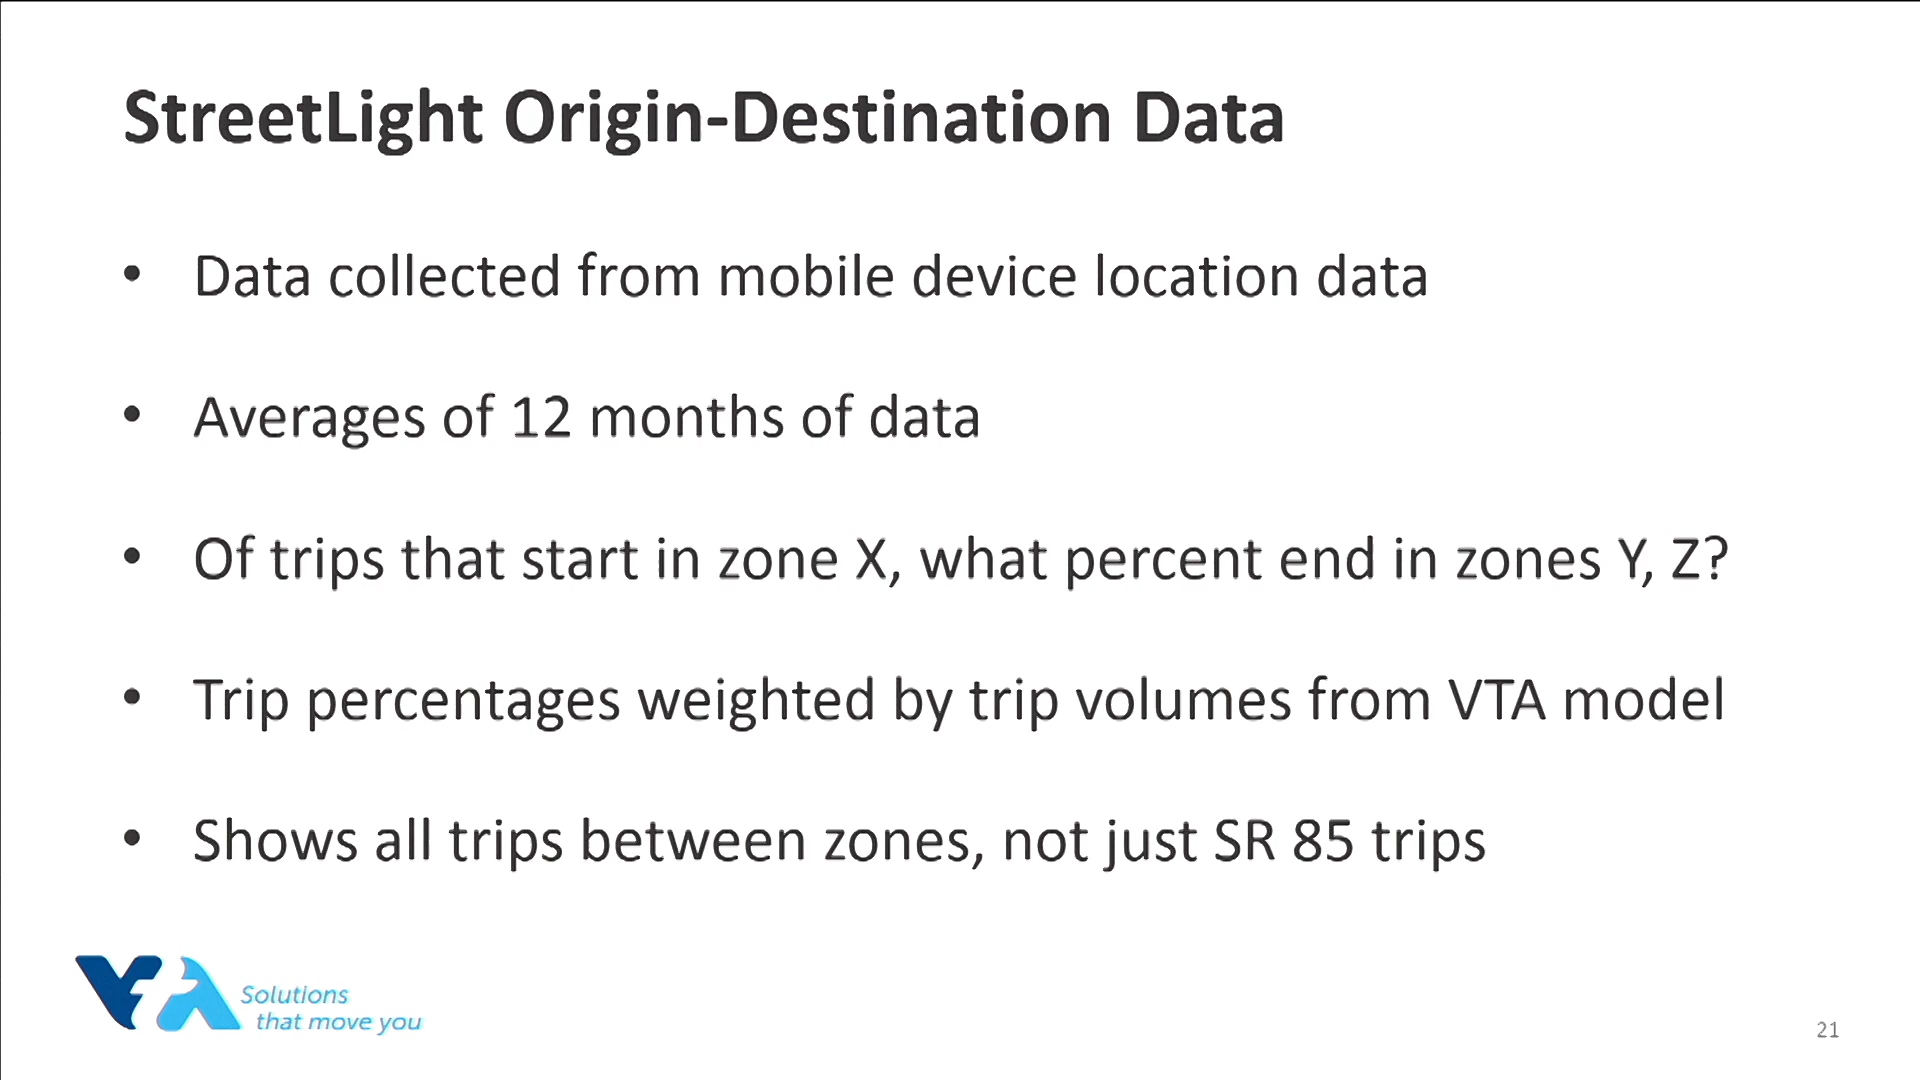 StreetLight Origin-Destination Data
• Data collected from mobile device location data
• Averages of 12 months of data
• Of trips that start in zone X, what percent end in zones Y, Z?
• Trip percentages weighted by trip volumes from VTA model
• Shows all trips between zones, not just SR 85 trips
VTA
Solutions
that move you
21